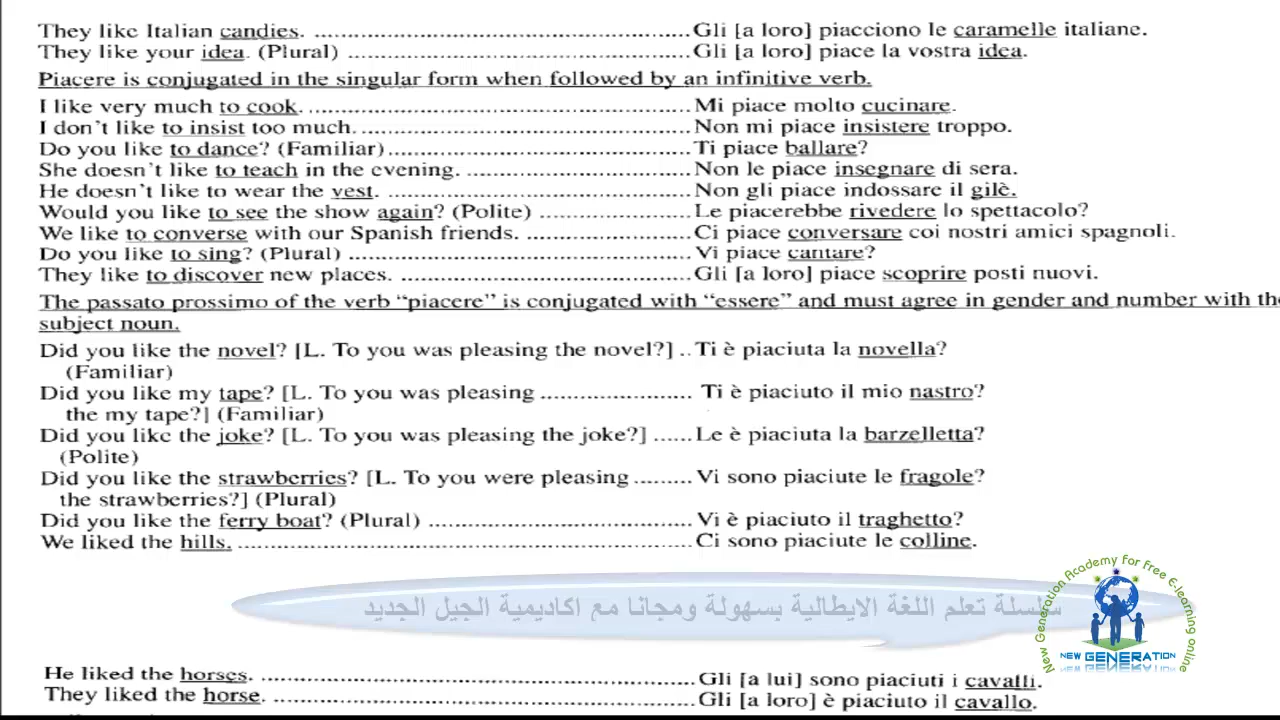 They like Italian candies. ........................................................... Gli [a loro] piacciono le caramelle italiane.
They like your idea. (Plural) ..................................................... Gli [a loro] piace la vostra idea.
Piacere is conjugated in the singular form when followed by an infinitive verb.
I like very much to cook. ........................................................... Mi piace molto cucinare.
I don't like to insist too much. .................................................... Non mi piace insistere troppo.
Do you like to dance? (Familiar) ............................................... Ti piace ballare?
She doesn't like to teach in the evening. .................................. Non le piace insegnare di sera.
He doesn't like to wear the vest. ............................................... Non gli piace indossare il gilè.
Would you like to see the show again? (Polite) ....................... Le piacerebbe rivedere lo spettacolo?
We like to converse with our Spanish friends. ......................... Ci piace conversare coi nostri amici spagnoli.
Do you like to sing? (Plural) ..................................................... Vi piace cantare?
They like to discover new places. ............................................. Gli [a loro] piace scoprire posti nuovi.
The passato prossimo of the verb “piacere” is conjugated with “essere” and must agree in gender and number with the
subject noun.
Did you like the novel? [L. To you was pleasing the novel?] .. Ti è piaciuta la novella?
(Familiar)
Did you like my tape? [L. To you was pleasing ....................... Ti è piaciuto il mio nastro?
the my tape?] (Familiar)
Did you like the joke? [L. To you was pleasing the joke?] ...... Le è piaciuta la barzelletta?
(Polite)
Did you like the strawberries? [L. To you were pleasing ......... Vi sono piaciute le fragole?
the strawberries?] (Plural)
Did you like the ferry boat? (Plural) ......................................... Vi è piaciuto il traghetto?
We liked the hills. ...................................................................... Ci sono piaciute le colline.
سلسلة تعلم اللغة الايطالية بسهولة ومجانا مع اكاديمية الجيل الجديد
New Generation Academy for Free E-learning online
NEW GENERATION
He liked the horses. .................................................................. Gli [a lui] sono piaciuti i cavalli.
They liked the horse. ................................................................ Gli [a loro] è piaciuto il cavallo.